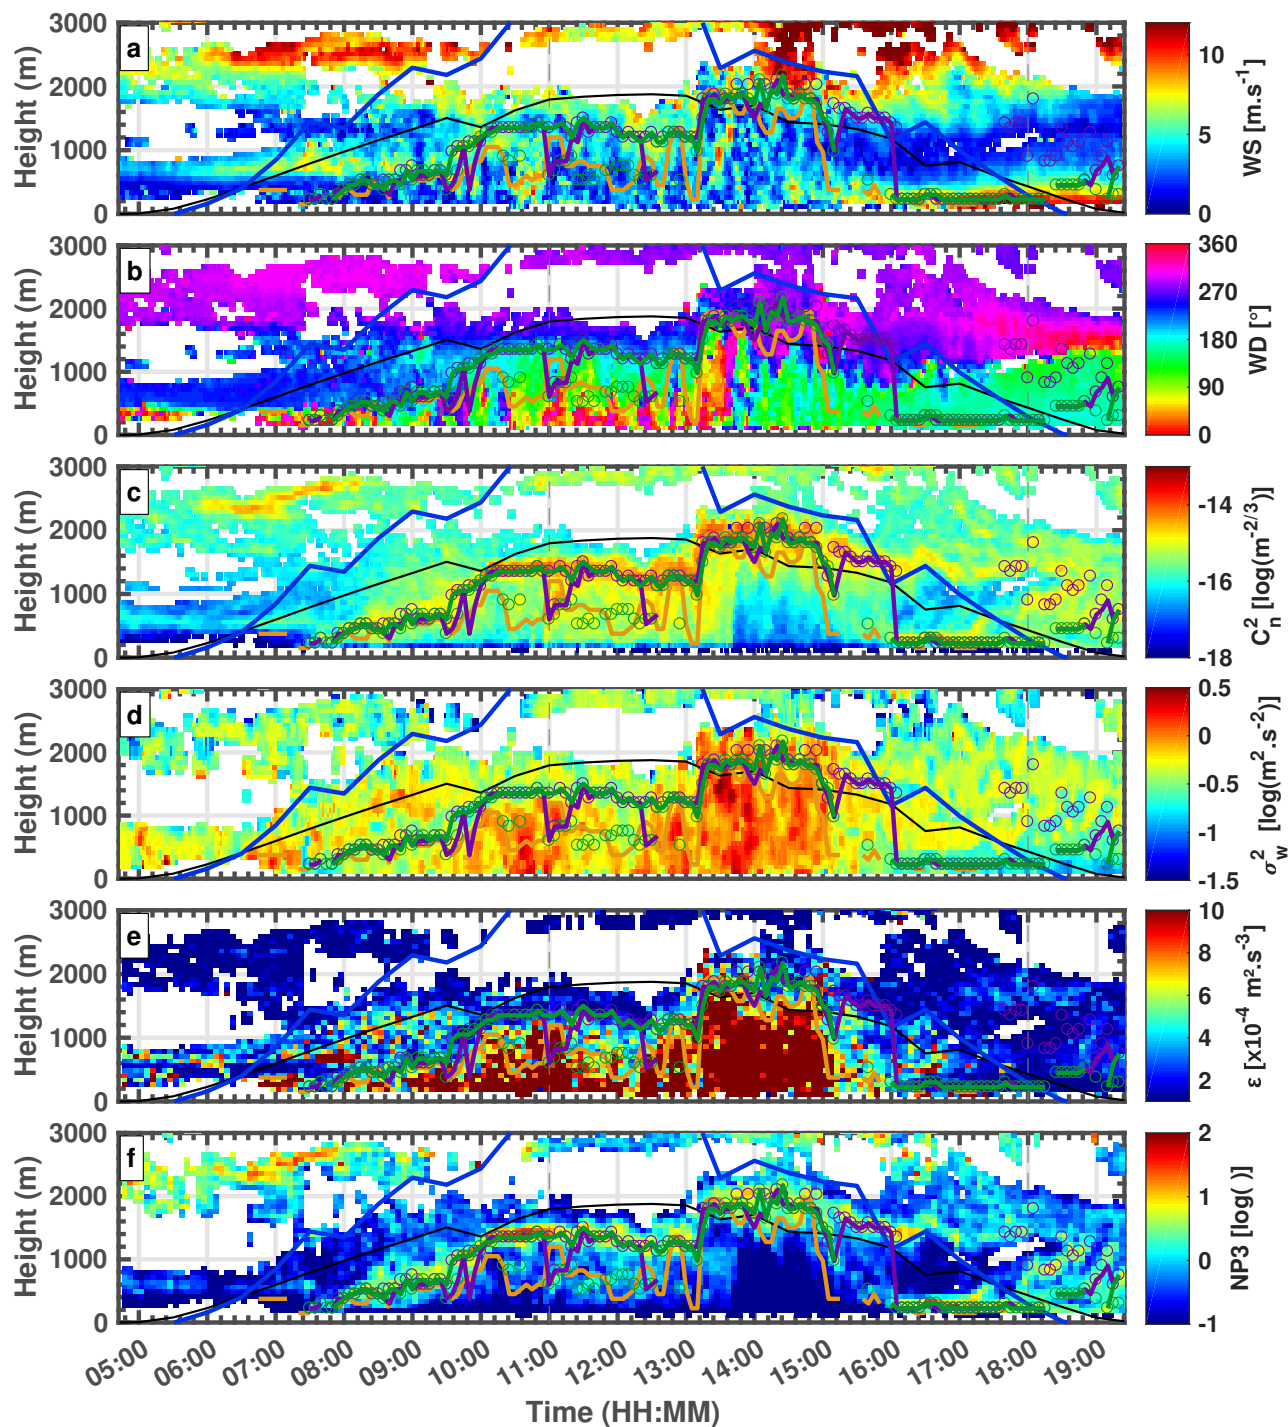 a
Height (m)
3000
2000
1000
0
10
5
0
WS [m.s⁻¹]
b
Height (m)
3000
2000
1000
0
360
270
180
90
0
WD [°]
c
Height (m)
3000
2000
1000
0
-14
-16
-18
C²ₙ [log(m⁻²ᐟ³)]
d
Height (m)
3000
2000
1000
0
0.5
0
-0.5
-1
-1.5
σ²_w [log(m².s⁻²)]
e
Height (m)
3000
2000
1000
0
10
8
6
4
2
ε [x10⁻⁴ m².s⁻³]
f
Height (m)
3000
2000
1000
0
2
1
0
-1
NP3 [log( )]
05:00 06:00 07:00 08:00 09:00 10:00 11:00 12:00 13:00 14:00 15:00 16:00 17:00 18:00 19:00
Time (HH:MM)